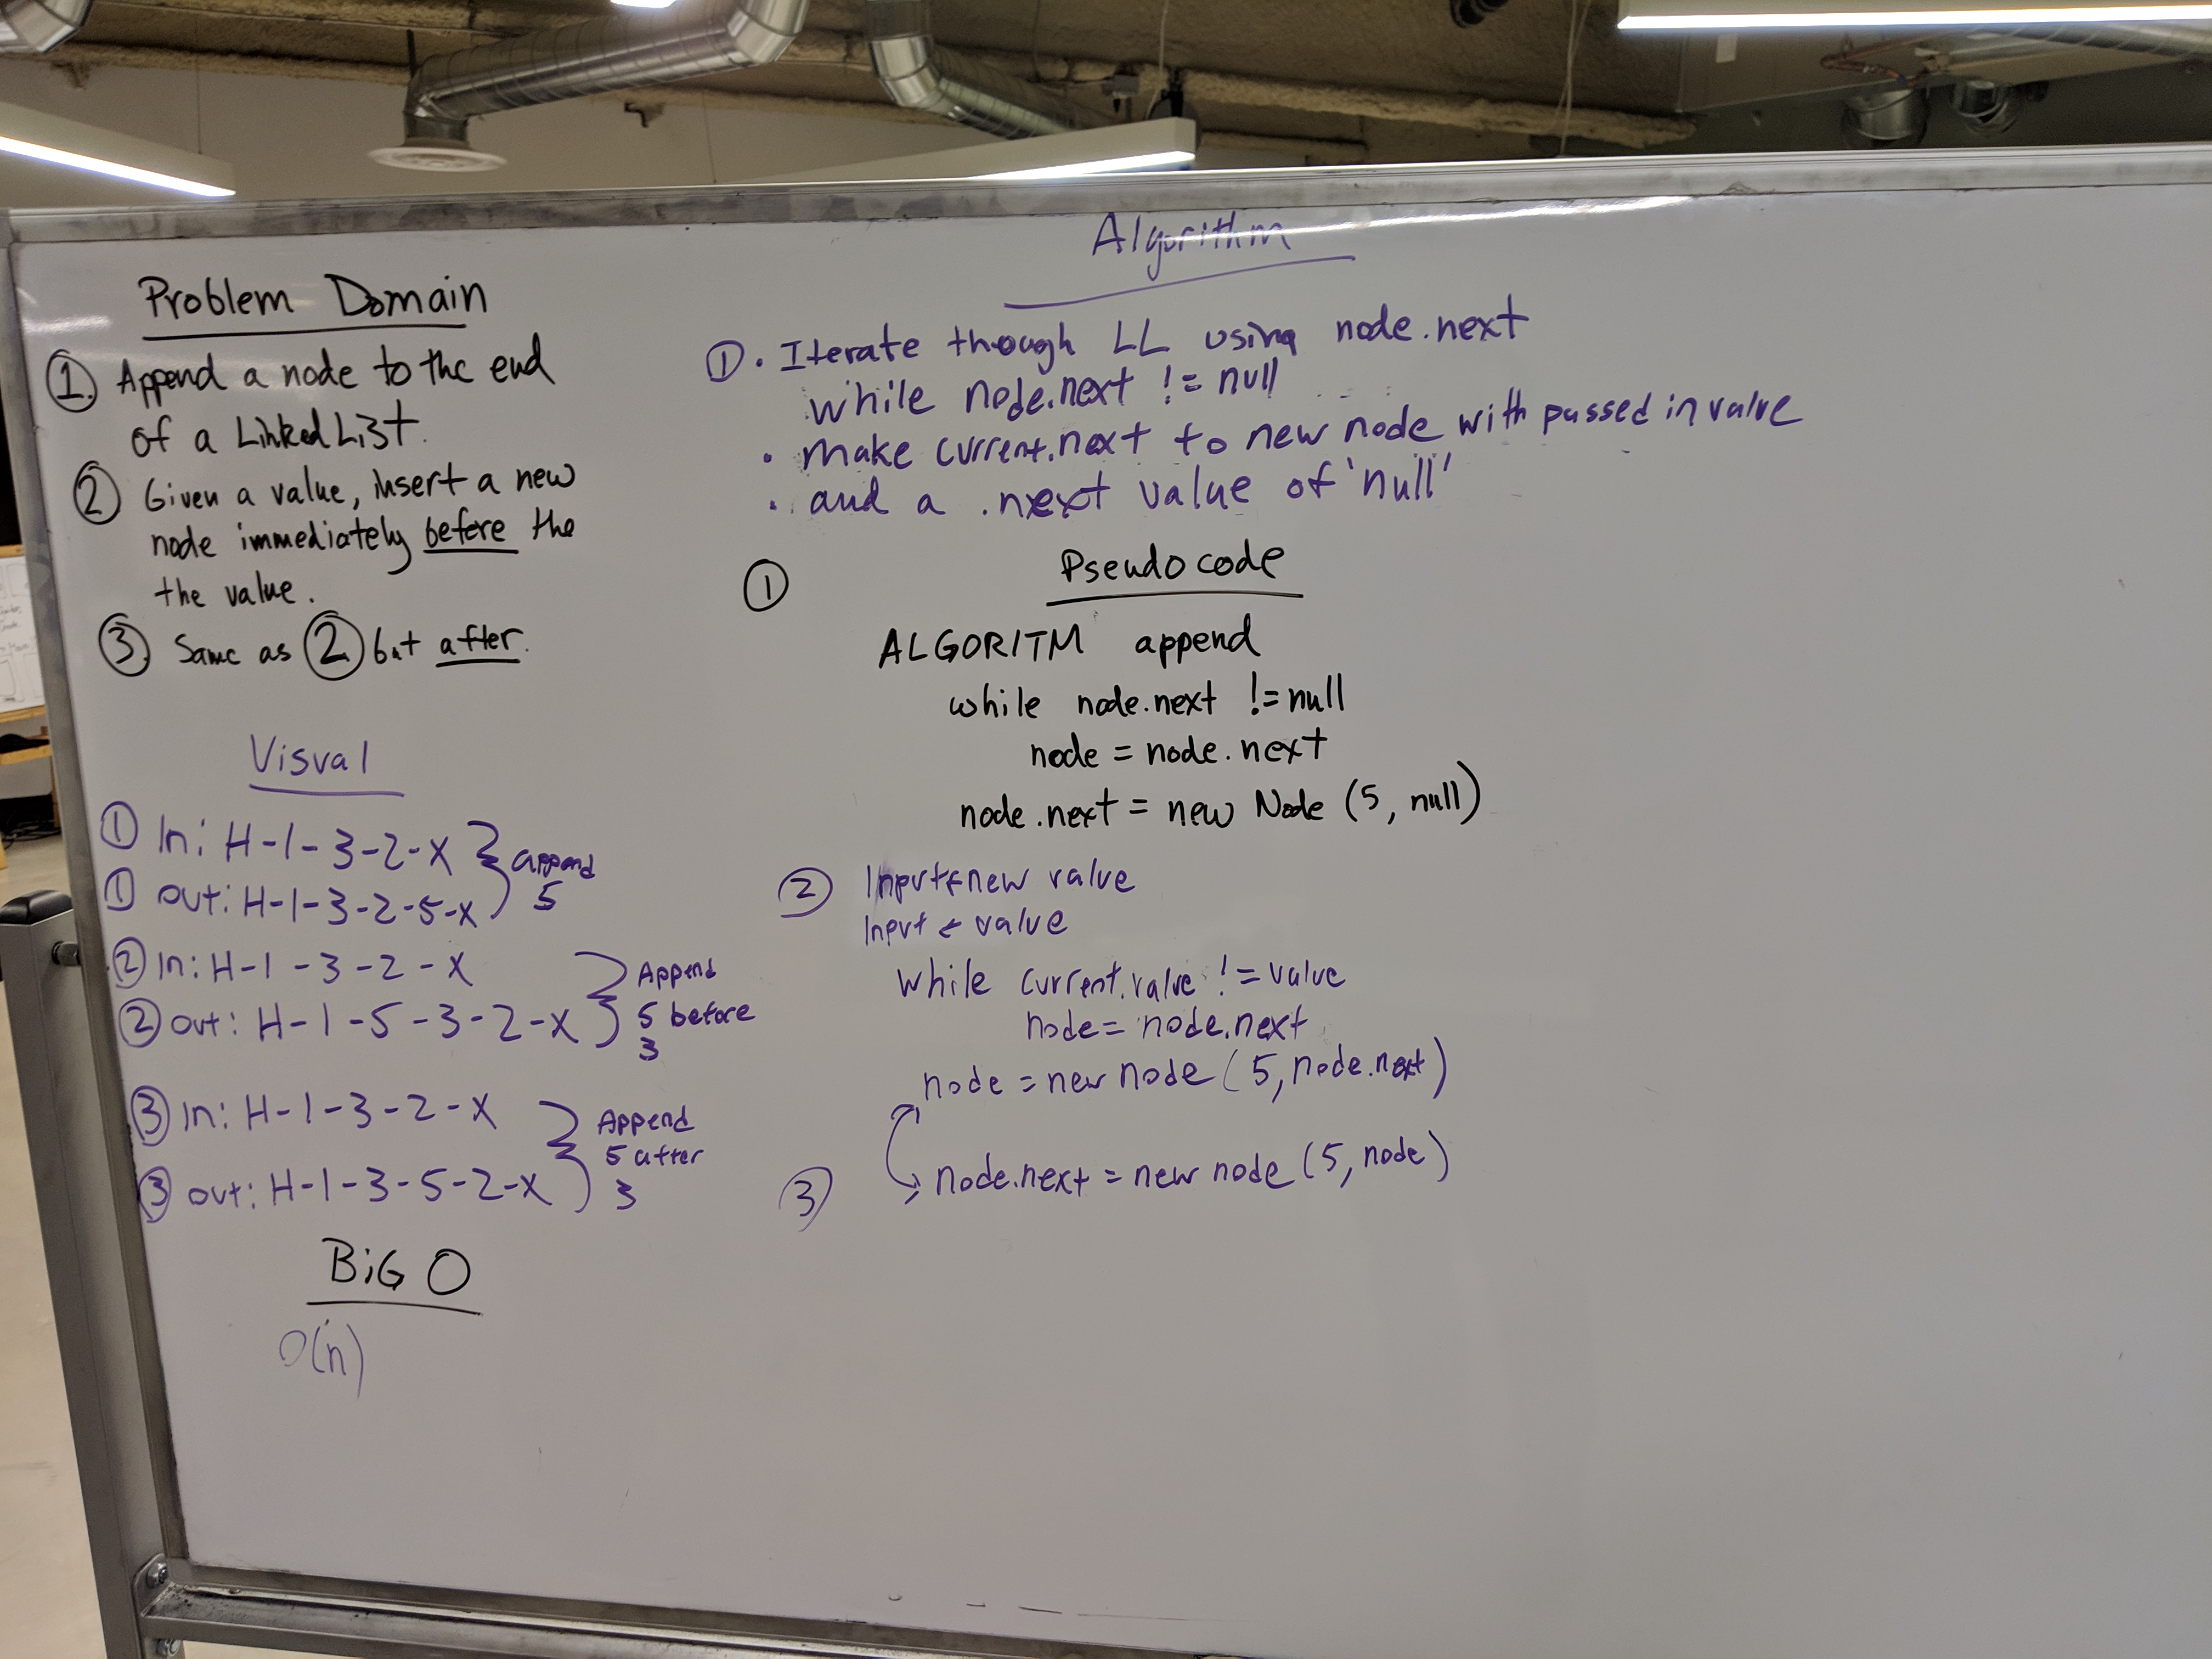 Problem Domain
1. Append a node to the end
of a Linked List.
2 Given a value, insert a new
node immediately before the
the value.
3. Same as 2 but after.
Visual
1 In: H-1-3-2-X
1 out: H-1-3-2-5-X
append
5
2 In: H-1-3-2-X
2 out: H-1-5-3-2-X
Append
5 before
3
3 In: H-1-3-2-X
3 out: H-1-3-5-2-X
Append
5 after
3
BiG O
O(n)
Algorithm
1 • Iterate though LL using node.next
while node.next != null
• make current.next to new node with passed in value
• and a .next value of 'null'
1 Pseudo code
ALGORITM append
while node.next != null
node = node.next
node.next = new Node (5, null)
2 Input ← new value
Input ← value
while current.value != value
node = node.next
node = new node (5, node.next)
3 node.next = new node (5, node)